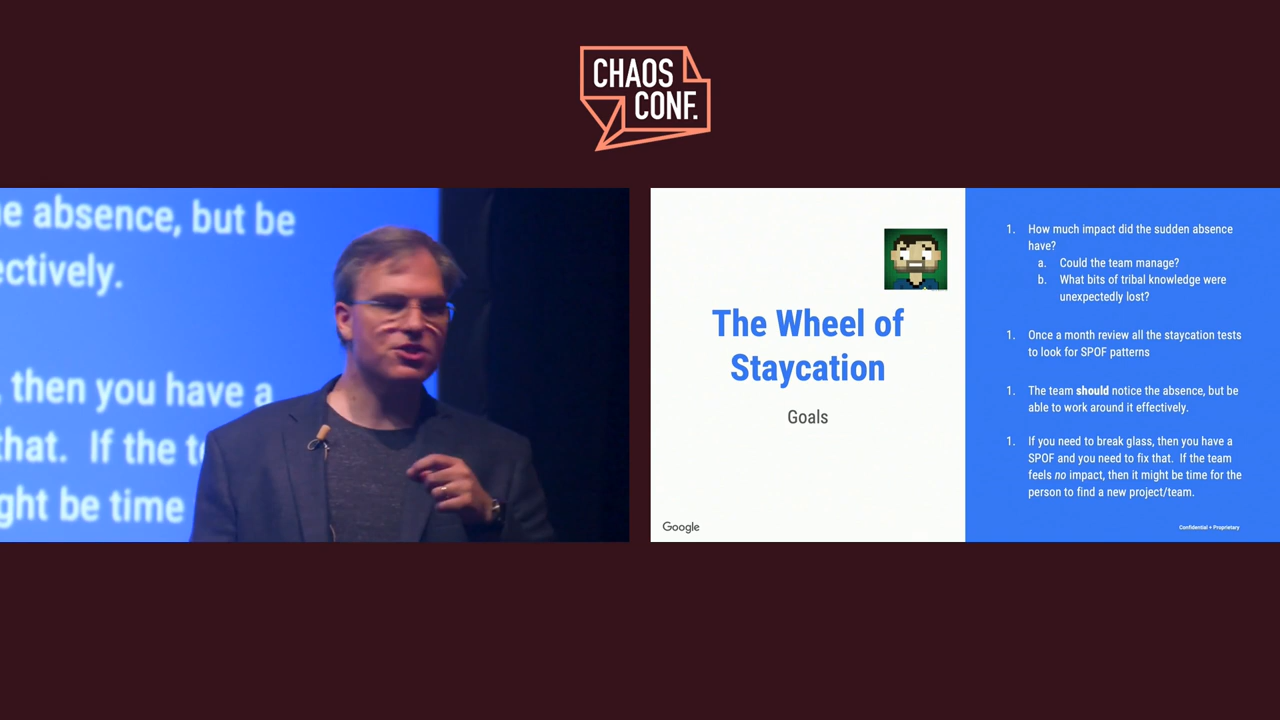 CHAOS
CONF.
e absence, but be
ectively.
, then you have a
that. If the t
ght be time
The Wheel of
Staycation
Goals
Google
1. How much impact did the sudden absence
have?
a. Could the team manage?
b. What bits of tribal knowledge were
unexpectedly lost?
1. Once a month review all the staycation tests
to look for SPOF patterns
1. The team should notice the absence, but be
able to work around it effectively.
1. If you need to break glass, then you have a
SPOF and you need to fix that. If the team
feels no impact, then it might be time for the
person to find a new project/team.
Confidential + Proprietary